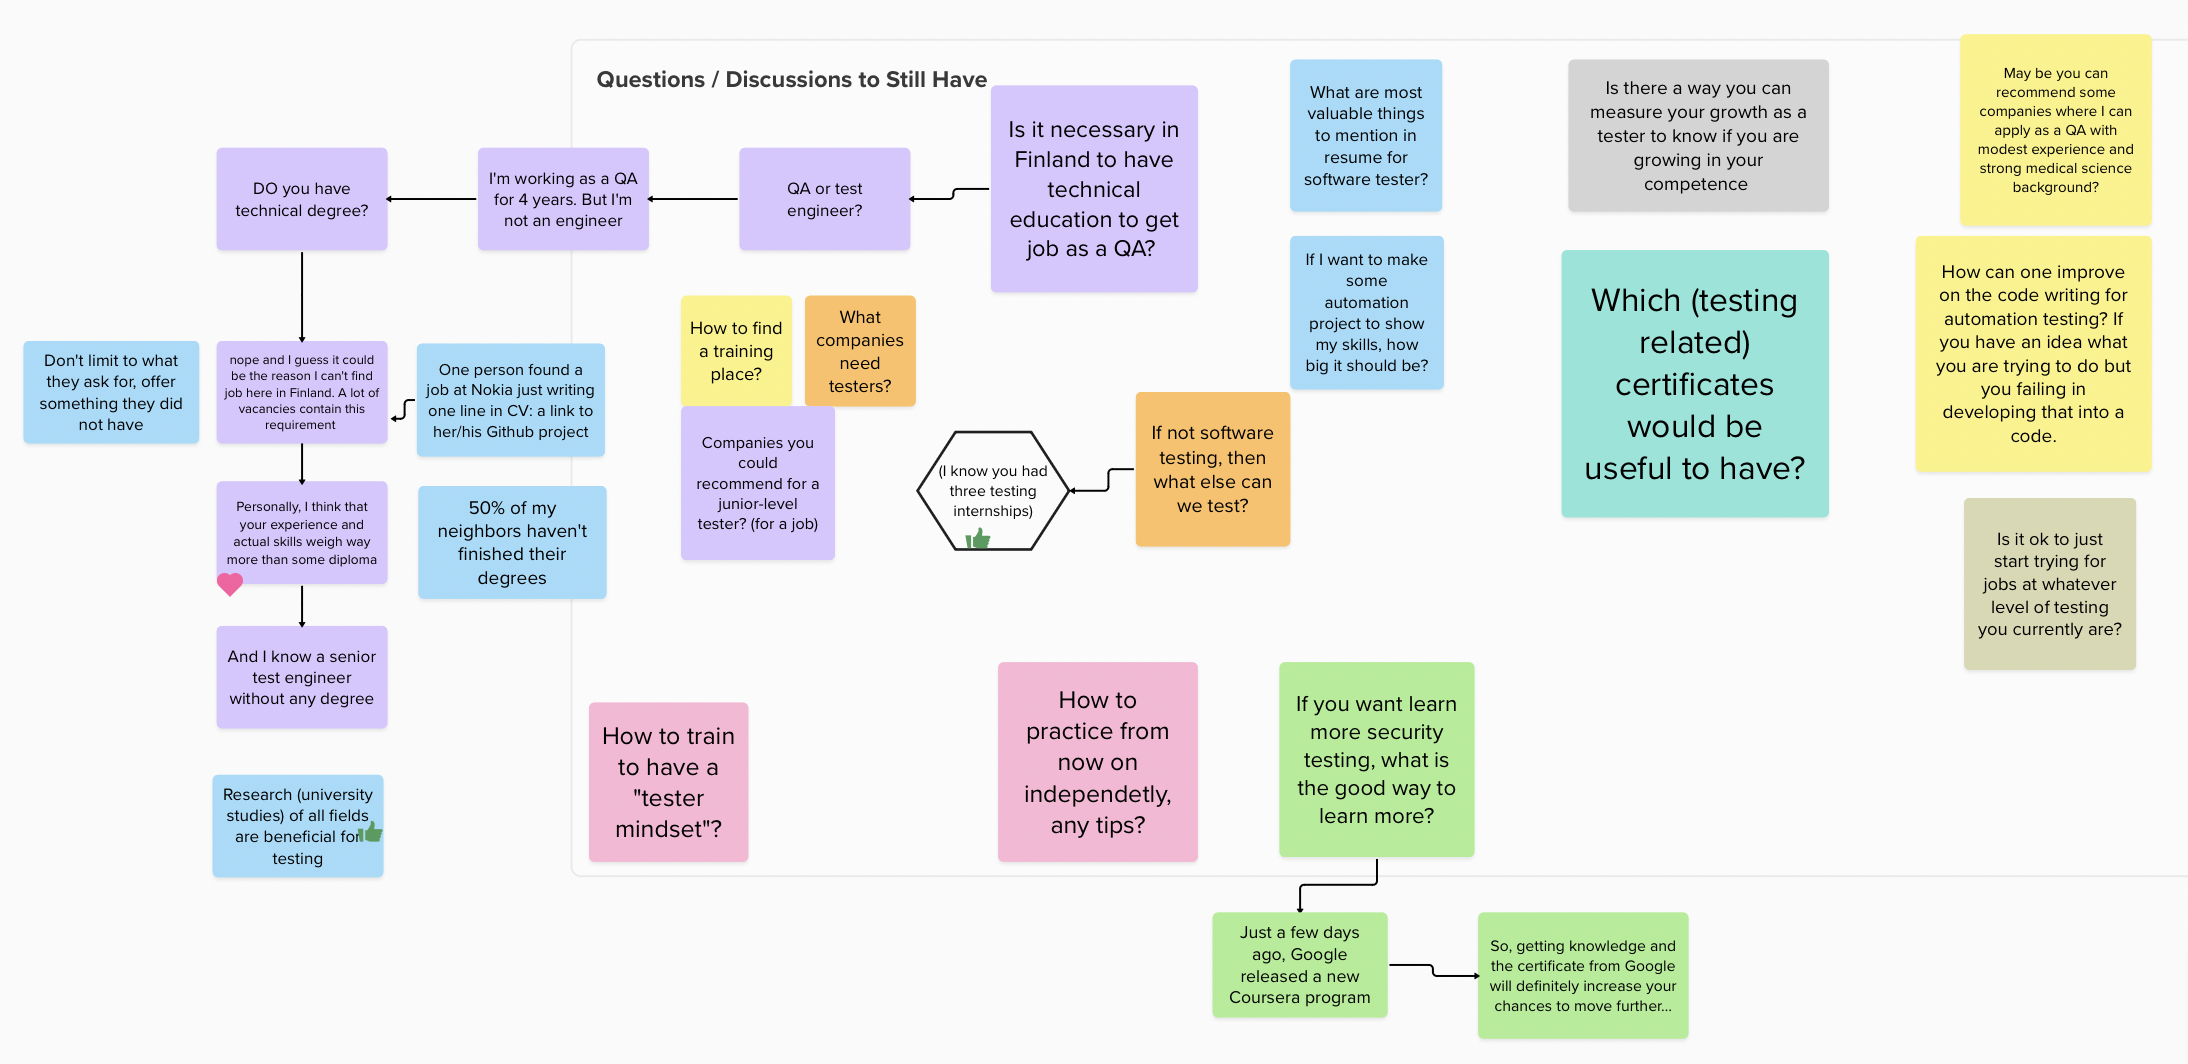 Questions / Discussions to Still Have
Is it necessary in
Finland to have
technical
education to get
job as a QA?
QA or test
engineer?
I'm working as a QA
for 4 years. But I'm
not an engineer
DO you have
technical degree?
nope and I guess it could
be the reason I can't find
job here in Finland. A lot of
vacancies contain this
requirement
Don't limit to what
they ask for, offer
something they did
not have
One person found a
job at Nokia just writing
one line in CV: a link to
her/his Github project
Personally, I think that
your experience and
actual skills weigh way
more than some diploma
50% of my
neighbors haven't
finished their
degrees
And I know a senior
test engineer
without any degree
Research (university
studies) of all fields
are beneficial for
testing
How to find
a training
place?
What
companies
need
testers?
Companies you
could
recommend for a
junior-level
tester? (for a job)
(I know you had
three testing
internships)
If not software
testing, then
what else can
we test?
What are most
valuable things
to mention in
resume for
software tester?
If I want to make
some
automation
project to show
my skills, how
big it should be?
Is there a way you can
measure your growth as a
tester to know if you are
growing in your
competence
Which (testing
related)
certificates
would be
useful to have?
May be you can
recommend some
companies where I can
apply as a QA with
modest experience and
strong medical science
background?
How can one improve
on the code writing for
automation testing? If
you have an idea what
you are trying to do but
you failing in
developing that into a
code.
Is it ok to just
start trying for
jobs at whatever
level of testing
you currently are?
How to train
to have a
"tester
mindset"?
How to
practice from
now on
independetly,
any tips?
If you want learn
more security
testing, what is
the good way to
learn more?
Just a few days
ago, Google
released a new
Coursera program
So, getting knowledge and
the certificate from Google
will definitely increase your
chances to move further...